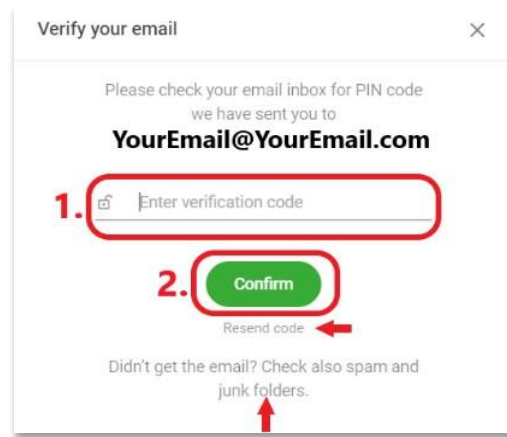 Verify your email
Please check your email inbox for PIN code
we have sent you to
YourEmail@YourEmail.com
1. Enter verification code
2. Confirm
Resend code
Didn't get the email? Check also spam and
junk folders.